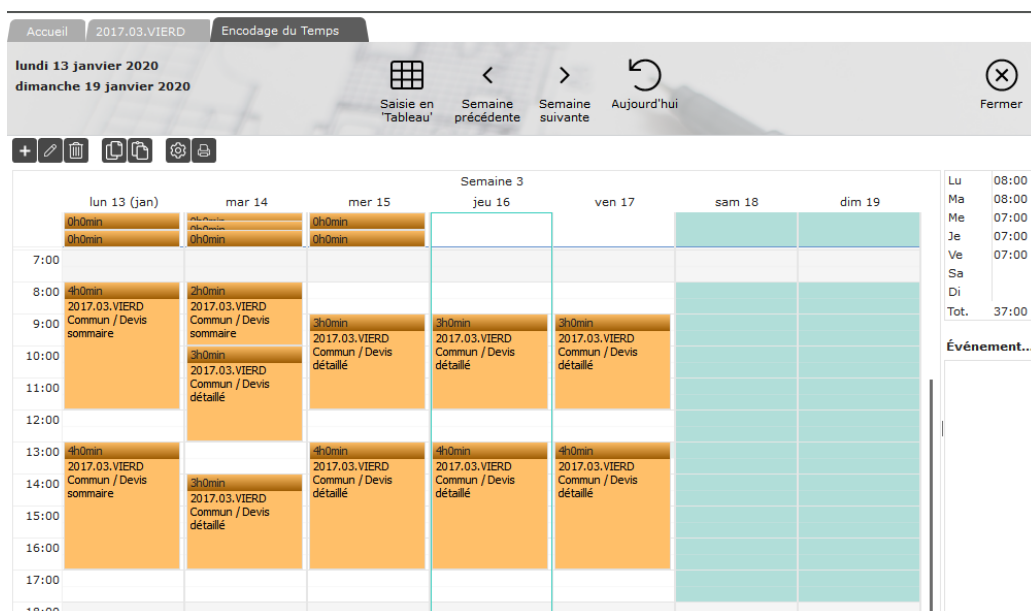 Accueil
2017.03.VIERD
Encodage du Temps
lundi 13 janvier 2020
dimanche 19 janvier 2020
Saisie en
'Tableau'
Semaine
précédente
Semaine
suivante
Aujourd'hui
Fermer
Semaine 3
lun 13 (jan)
mar 14
mer 15
jeu 16
ven 17
sam 18
dim 19
0h0min
0h0min
0h0min
0h0min
0h0min
0h0min
0h0min
7:00
8:00
9:00
10:00
11:00
12:00
13:00
14:00
15:00
16:00
17:00
18:00
4h0min
2017.03.VIERD
Commun / Devis
sommaire
4h0min
2017.03.VIERD
Commun / Devis
sommaire
2h0min
2017.03.VIERD
Commun / Devis
sommaire
3h0min
2017.03.VIERD
Commun / Devis
détaillé
3h0min
2017.03.VIERD
Commun / Devis
détaillé
3h0min
2017.03.VIERD
Commun / Devis
détaillé
4h0min
2017.03.VIERD
Commun / Devis
détaillé
3h0min
2017.03.VIERD
Commun / Devis
détaillé
4h0min
2017.03.VIERD
Commun / Devis
détaillé
3h0min
2017.03.VIERD
Commun / Devis
détaillé
4h0min
2017.03.VIERD
Commun / Devis
détaillé
Lu 08:00
Ma 08:00
Me 07:00
Je 07:00
Ve 07:00
Sa
Di
Tot. 37:00
Événement...